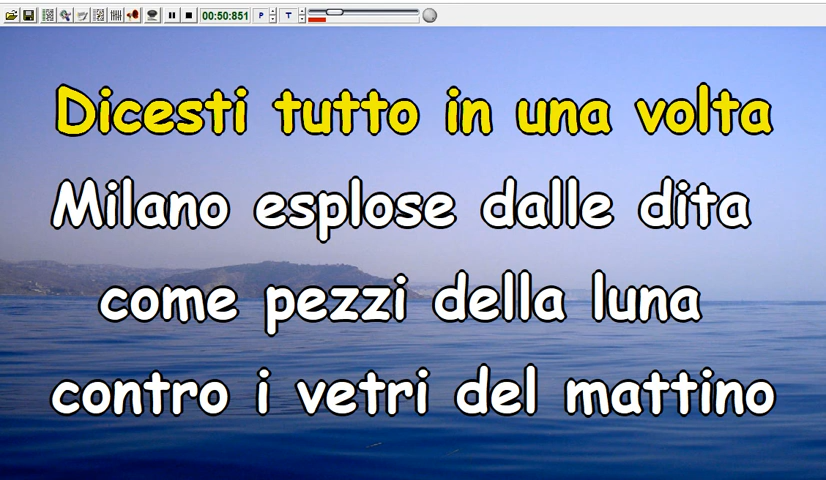 00:50:851 P T
Dicesti tutto in una volta
Milano esplose dalle dita
come pezzi della luna
contro i vetri del mattino